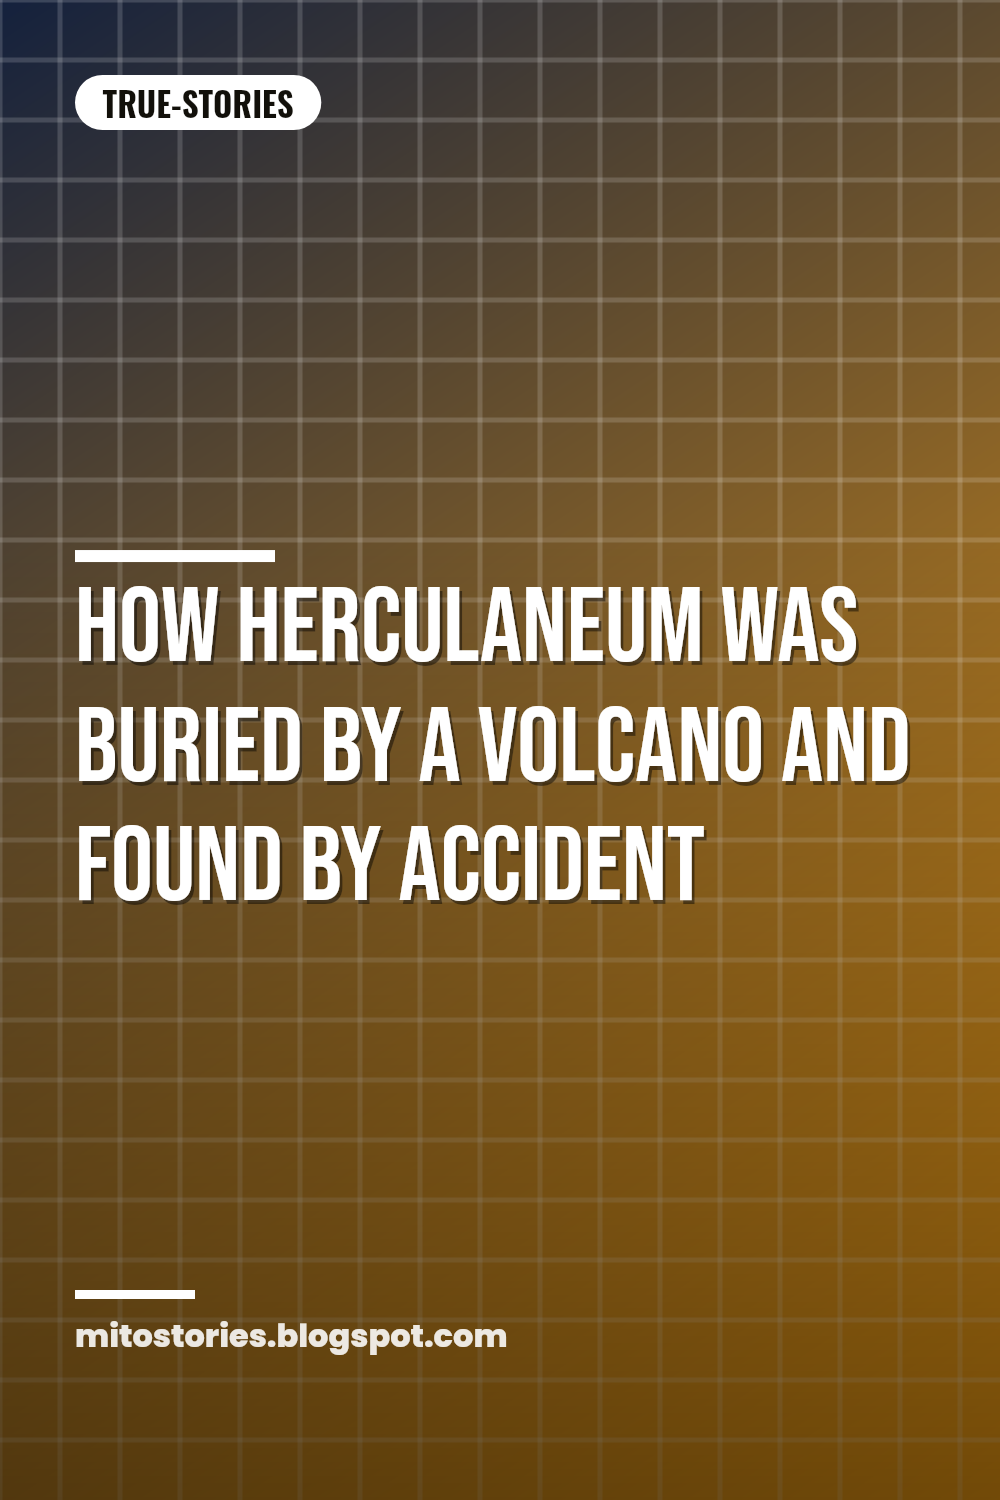 TRUE-STORIES
HOW HERCULANEUM WAS
BURIED BY A VOLCANO AND
FOUND BY ACCIDENT
mitostories.blogspot.com